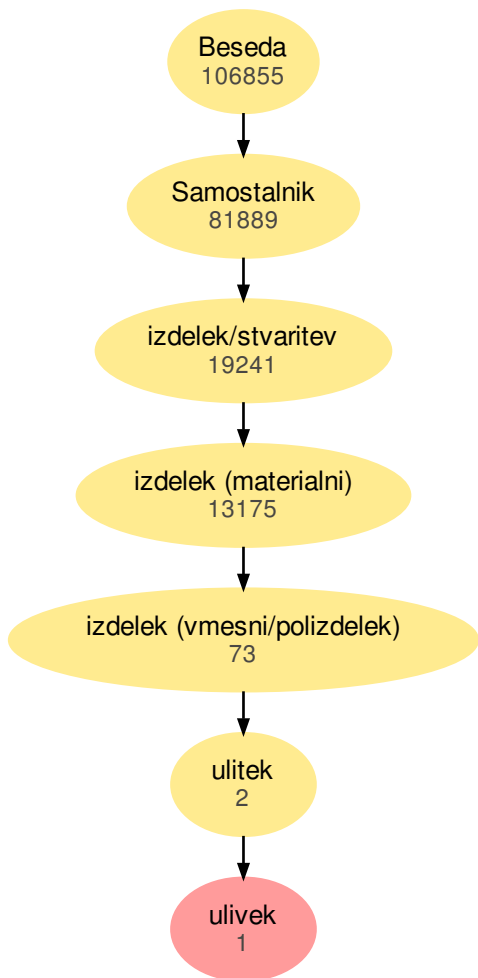 Beseda
106855
Samostalnik
81889
izdelek/stvaritev
19241
izdelek (materialni)
13175
izdelek (vmesni/polizdelek)
73
ulitek
2
ulivek
1